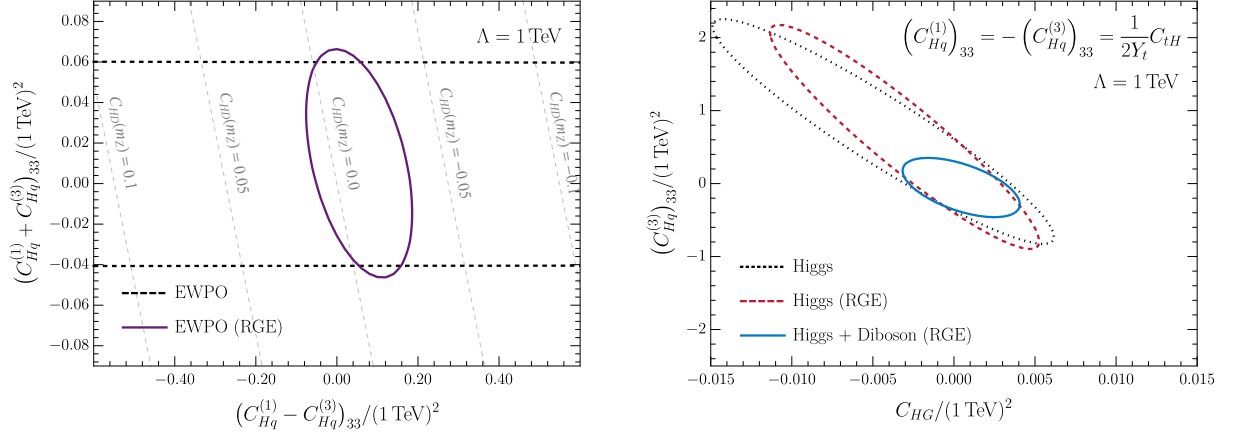 Λ = 1 TeV
(C_{Hq}^{(1)} + C_{Hq}^{(3)})_{33}/(1 TeV)^2
0.08
0.06
0.04
0.02
0.00
−0.02
−0.04
−0.06
−0.08
C_{HD}(m_Z) = 0.1
C_{HD}(m_Z) = 0.05
C_{HD}(m_Z) = 0.0
C_{HD}(m_Z) = −0.05
C_{HD}(m_Z) = −0.1
EWPO
EWPO (RGE)
−0.40
−0.20
0.00
0.20
0.40
(C_{Hq}^{(1)} − C_{Hq}^{(3)})_{33}/(1 TeV)^2
(C_{Hq}^{(1)})_{33} = −(C_{Hq}^{(3)})_{33} = \frac{1}{2Y_t} C_{tH}
Λ = 1 TeV
(C_{Hq}^{(3)})_{33}/(1 TeV)^2
2
1
0
−1
−2
Higgs
Higgs (RGE)
Higgs + Diboson (RGE)
−0.015
−0.010
−0.005
0.000
0.005
0.010
0.015
C_{HG}/(1 TeV)^2